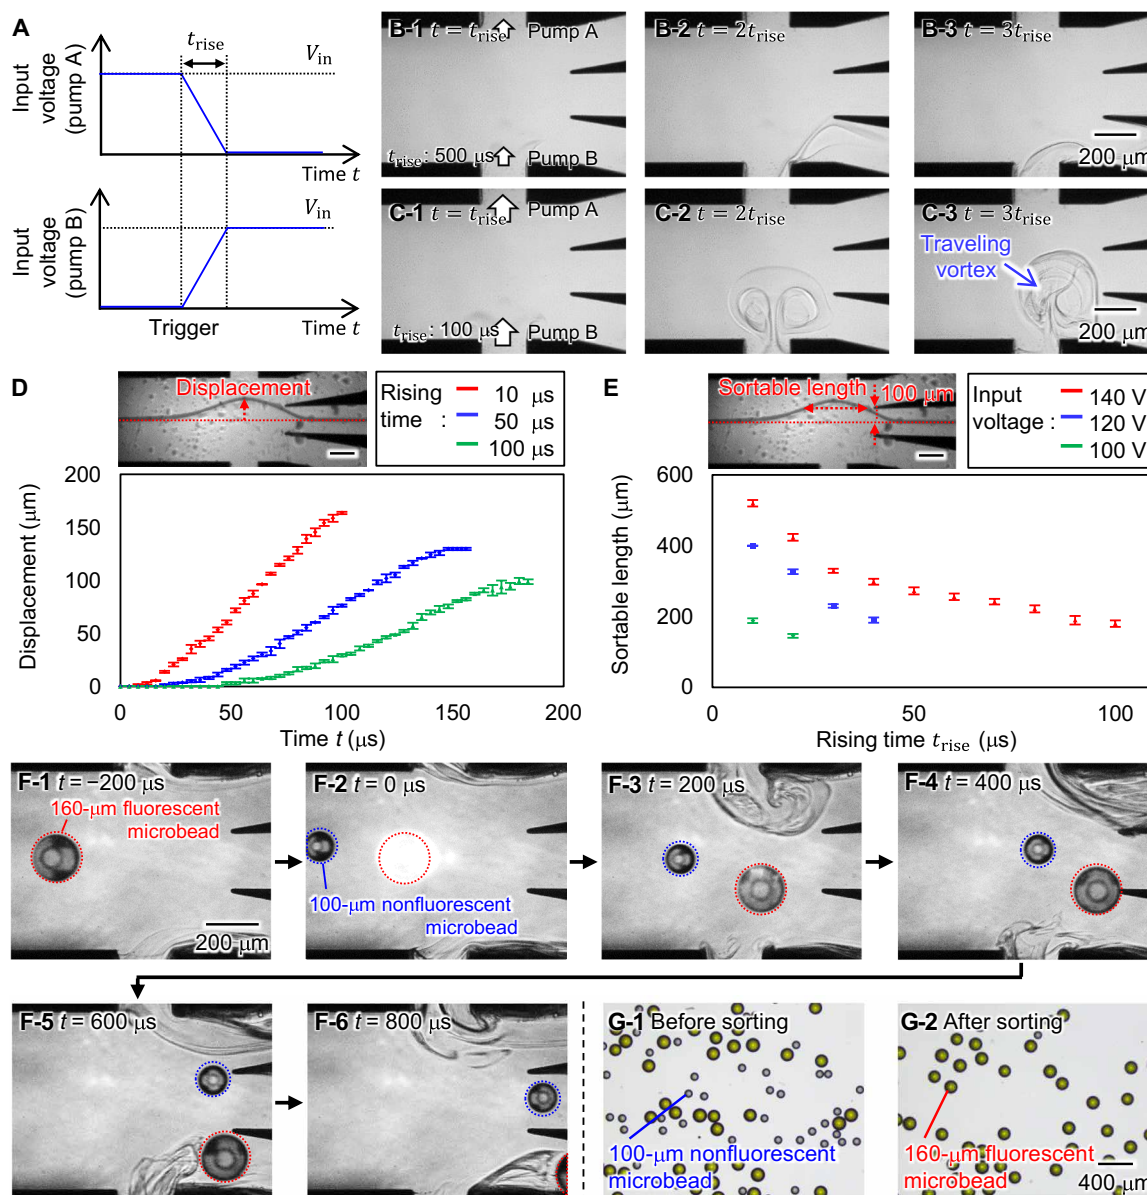 A
Input
voltage
(pump A)
t_rise
V_in
Time t
Input
voltage
(pump B)
V_in
Trigger
Time t
B-1 t = t_rise
Pump A
t_rise: 500 μs
Pump B
B-2 t = 2t_rise
B-3 t = 3t_rise
200 μm
C-1 t = t_rise
Pump A
t_rise: 100 μs
Pump B
C-2 t = 2t_rise
C-3 t = 3t_rise
Traveling
vortex
200 μm
D
Displacement
Rising
time :
10 μs
50 μs
100 μs
Displacement (μm)
200
150
100
50
0
0 50 100 150 200
Time t (μs)
E
Sortable length
100 μm
Input
voltage :
140 V
120 V
100 V
Sortable length (μm)
600
400
200
0
0 50 100
Rising time t_rise (μs)
F-1 t = −200 μs
160-μm fluorescent
microbead
200 μm
F-2 t = 0 μs
100-μm nonfluorescent
microbead
F-3 t = 200 μs
F-4 t = 400 μs
F-5 t = 600 μs
F-6 t = 800 μs
G-1 Before sorting
100-μm nonfluorescent
microbead
G-2 After sorting
160-μm fluorescent
microbead
400 μm